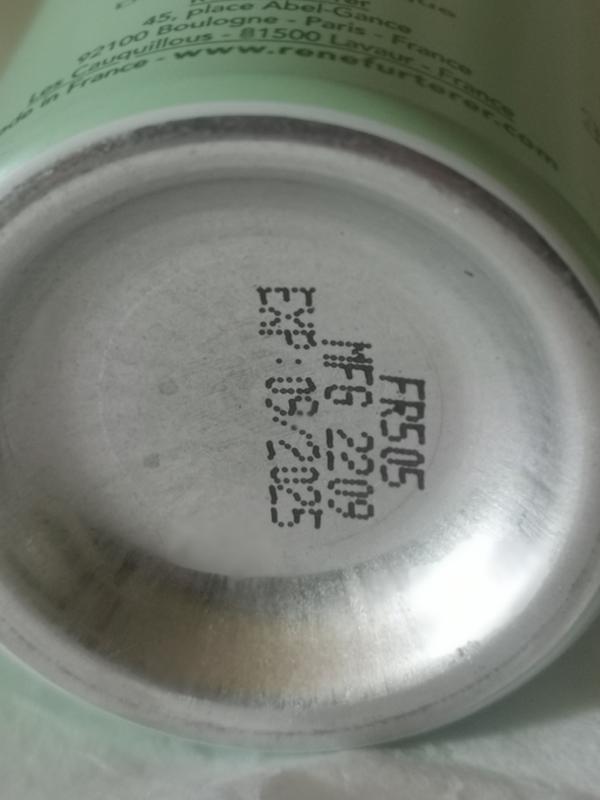 45, place Abel-Gance
92100 Boulogne - Paris - France
Les Cauquillous - 81500 Lavaur - France
in France - www.renefurterer.com
FR505
MFG 2209
EXP: 09/2025